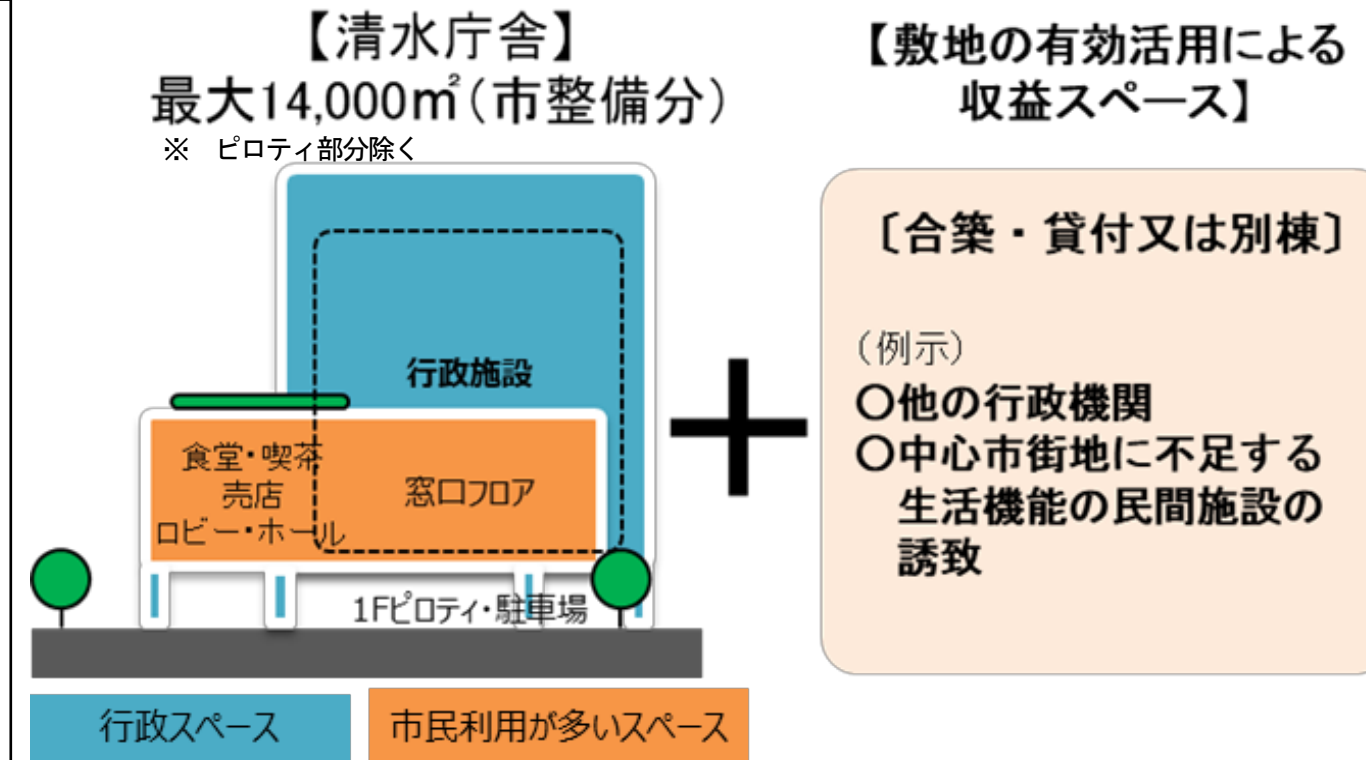 【清水庁舎】
最大14,000㎡(市整備分)
※　ピロティ部分除く
行政施設
食堂・喫茶
売店
ロビー・ホール
窓口フロア
1Fピロティ・駐車場
行政スペース
市民利用が多いスペース
【敷地の有効活用による
収益スペース】
〔合築・貸付又は別棟〕
(例示)
〇他の行政機関
〇中心市街地に不足する
生活機能の民間施設の
誘致